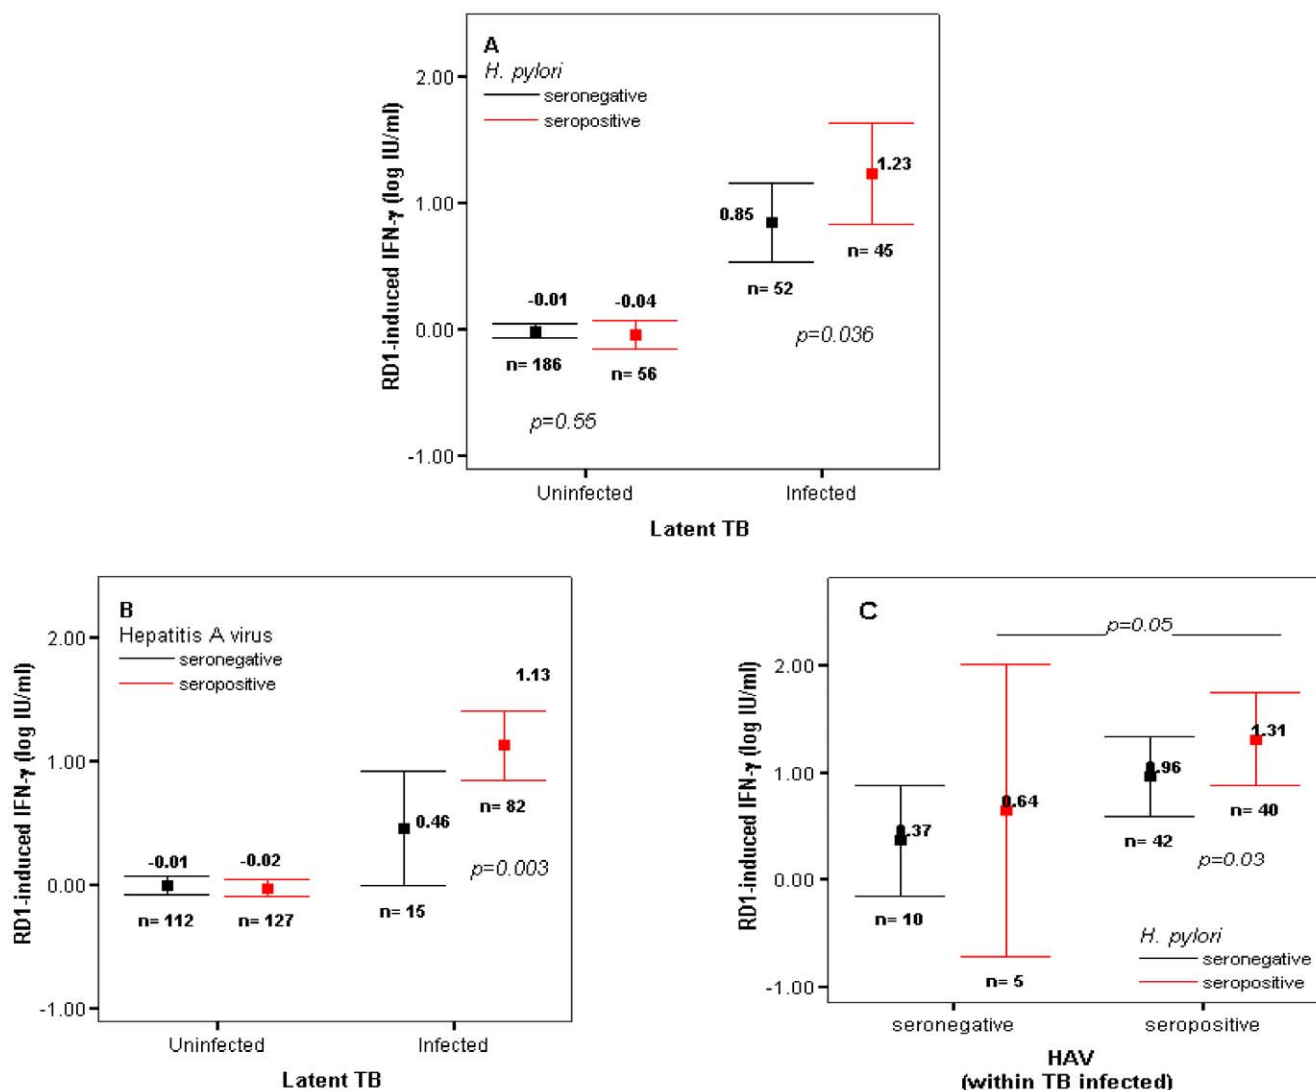 A
H. pylori
seronegative
seropositive
RD1-induced IFN-γ (log IU/ml)
2.00
1.00
0.00
-1.00
1.23
0.85
n= 45
n= 52
-0.01
-0.04
p=0.036
n= 186
n= 56
p=0.55
Uninfected
Infected
Latent TB
B
Hepatitis A virus
seronegative
seropositive
RD1-induced IFN-γ (log IU/ml)
2.00
1.00
0.00
-1.00
1.13
0.46
n= 82
-0.01
-0.02
p=0.003
n= 112
n= 127
n= 15
Uninfected
Infected
Latent TB
C
p=0.05
RD1-induced IFN-γ (log IU/ml)
2.00
1.00
0.00
-1.00
1.31
0.96
0.64
0.37
n= 40
n= 42
p=0.03
n= 10
n= 5
H. pylori
seronegative
seropositive
seronegative
seropositive
HAV
(within TB infected)